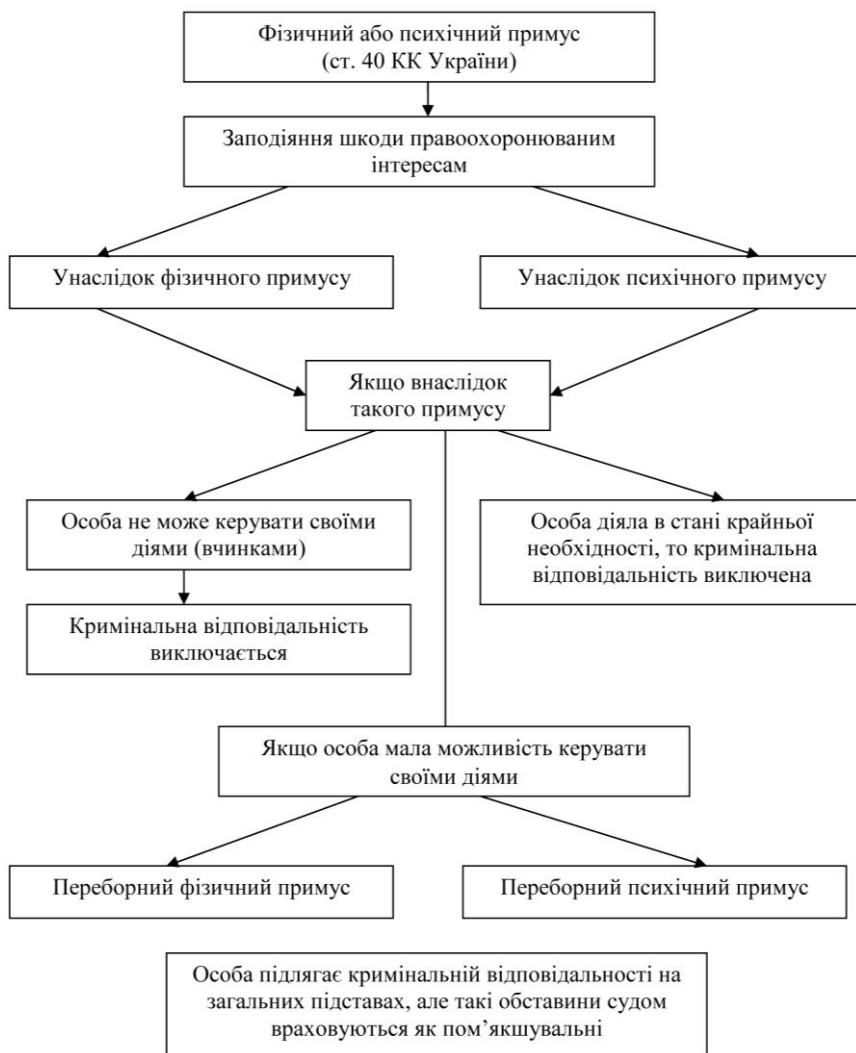 Фізичний або психічний примус
(ст. 40 КК України)
Заподіяння шкоди правоохоронюваним
інтересам
Унаслідок фізичного примусу
Унаслідок психічного примусу
Якщо внаслідок
такого примусу
Особа не може керувати своїми
діями (вчинками)
Особа діяла в стані крайньої
необхідності, то кримінальна
відповідальність виключена
Кримінальна відповідальність
виключається
Якщо особа мала можливість керувати
своїми діями
Переборний фізичний примус
Переборний психічний примус
Особа підлягає кримінальній відповідальності на
загальних підставах, але такі обставини судом
враховуються як пом’якшувальні